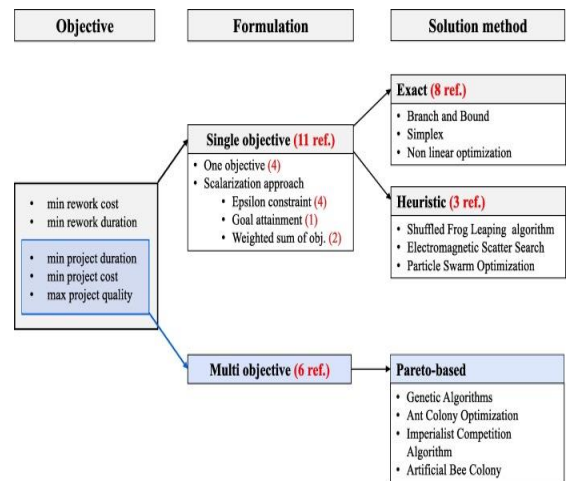 Objective
Formulation
Solution method
Exact (8 ref.)
• Branch and Bound
• Simplex
• Non linear optimization
Single objective (11 ref.)
• One objective (4)
• Scalarization approach
• Epsilon constraint (4)
• Goal attainment (1)
• Weighted sum of obj. (2)
Heuristic (3 ref.)
• Shuffled Frog Leaping algorithm
• Electromagnetic Scatter Search
• Particle Swarm Optimization
• min rework cost
• min rework duration
• min project duration
• min project cost
• max project quality
Multi objective (6 ref.)
Pareto-based
• Genetic Algorithms
• Ant Colony Optimization
• Imperialist Competition
Algorithm
• Artificial Bee Colony